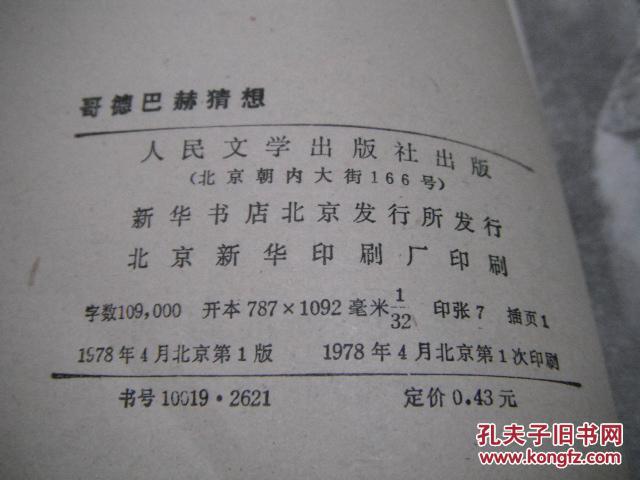 哥德巴赫猜想
人民文学出版社出版
（北京朝内大街166号）
新华书店北京发行所发行
北京新华印刷厂印刷
字数109,000 开本787×1092毫米1/32 印张7 插页1
1978年4月北京第1版 1978年4月北京第1次印刷
书号10019·2621 定价0.43元
孔夫子旧书网
www.kongfz.com